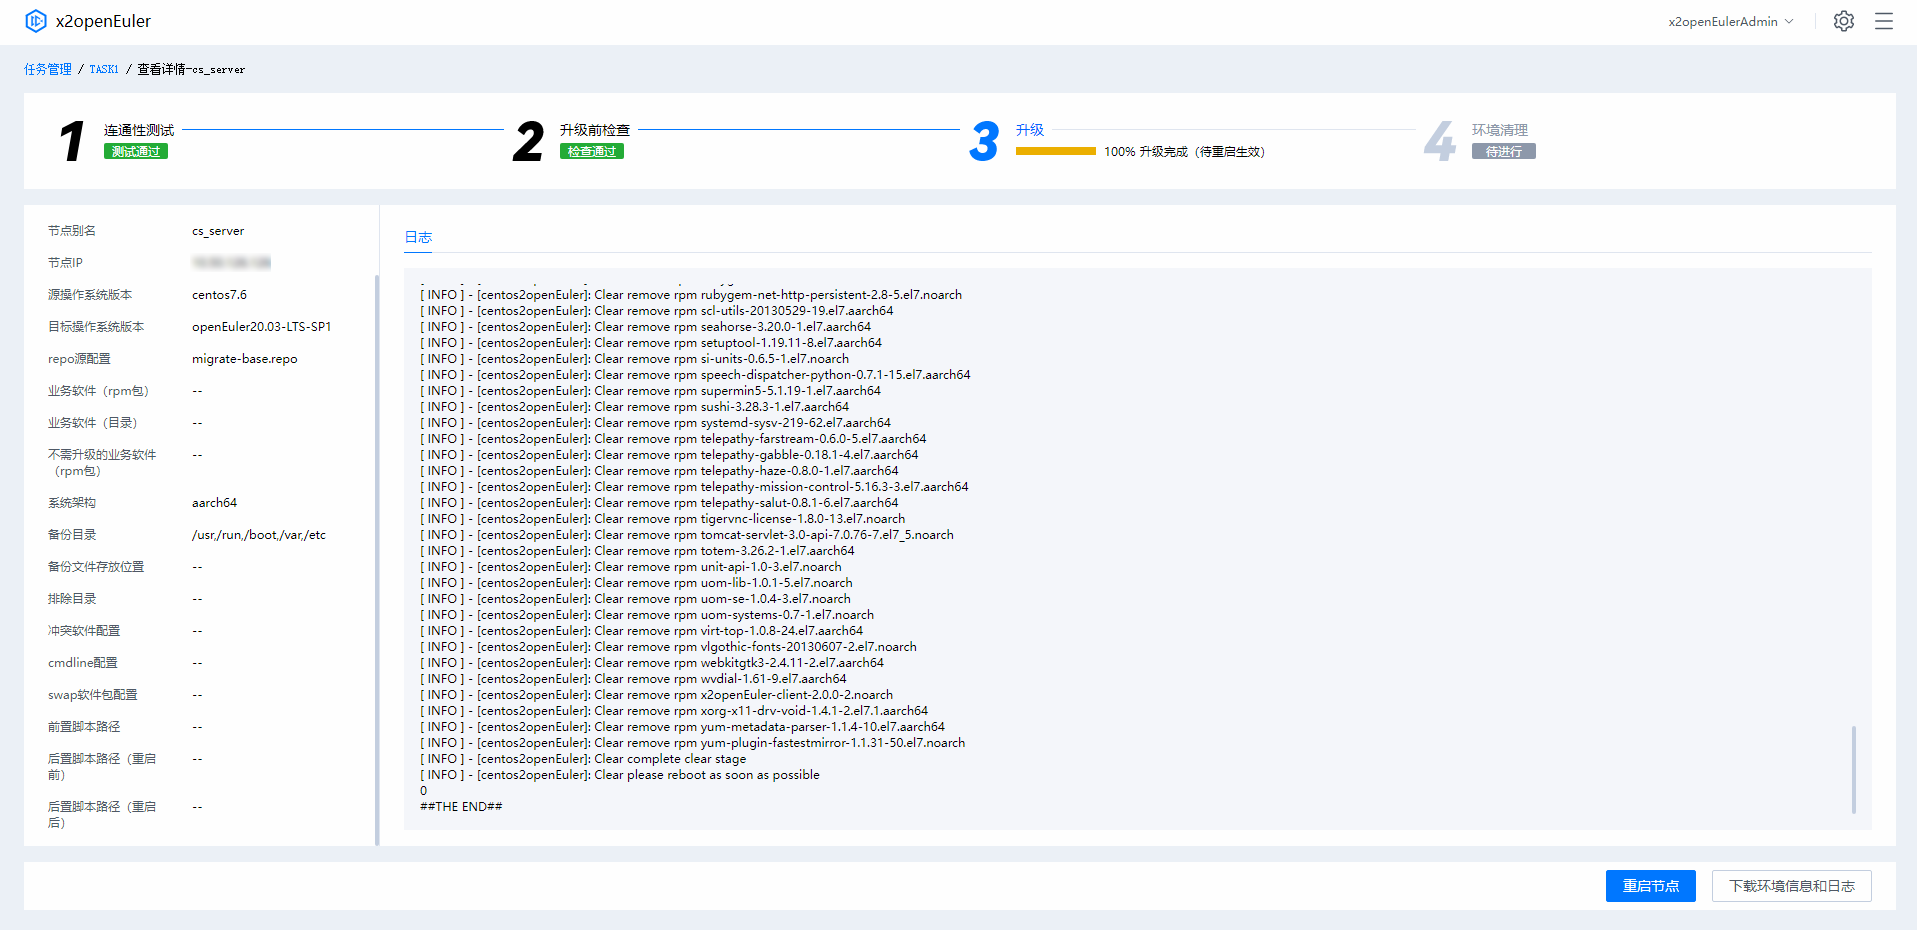 x2openEuler
x2openEulerAdmin
任务管理 / TASK1 / 查看详情-cs_server
1 连通性测试
测试通过
2 升级前检查
检查通过
3 升级
100% 升级完成（待重启生效）
4 环境清理
待进行
节点别名 cs_server
节点IP
源操作系统版本 centos7.6
目标操作系统版本 openEuler20.03-LTS-SP1
repo源配置 migrate-base.repo
业务软件（rpm包） --
业务软件（目录） --
不需升级的业务软件 --
（rpm包）
系统架构 aarch64
备份目录 /usr,/run,/boot,/var,/etc
备份文件存放位置 --
排除目录 --
冲突软件配置 --
cmdline配置 --
swap软件包配置 --
前置脚本路径 --
后置脚本路径（重启 --
前）
后置脚本路径（重启 --
后）
日志
[ INFO ] - [centos2openEuler]: Clear remove rpm rubygem-net-http-persistent-2.8-5.el7.noarch
[ INFO ] - [centos2openEuler]: Clear remove rpm scl-utils-20130529-19.el7.aarch64
[ INFO ] - [centos2openEuler]: Clear remove rpm seahorse-3.20.0-1.el7.aarch64
[ INFO ] - [centos2openEuler]: Clear remove rpm setuptool-1.19.11-8.el7.aarch64
[ INFO ] - [centos2openEuler]: Clear remove rpm si-units-0.6.5-1.el7.noarch
[ INFO ] - [centos2openEuler]: Clear remove rpm speech-dispatcher-python-0.7.1-15.el7.aarch64
[ INFO ] - [centos2openEuler]: Clear remove rpm supermin5-5.1.19-1.el7.aarch64
[ INFO ] - [centos2openEuler]: Clear remove rpm sushi-3.28.3-1.el7.aarch64
[ INFO ] - [centos2openEuler]: Clear remove rpm systemd-sysv-219-62.el7.aarch64
[ INFO ] - [centos2openEuler]: Clear remove rpm telepathy-farstream-0.6.0-5.el7.aarch64
[ INFO ] - [centos2openEuler]: Clear remove rpm telepathy-gabble-0.18.1-4.el7.aarch64
[ INFO ] - [centos2openEuler]: Clear remove rpm telepathy-haze-0.8.0-1.el7.aarch64
[ INFO ] - [centos2openEuler]: Clear remove rpm telepathy-mission-control-5.16.3-3.el7.aarch64
[ INFO ] - [centos2openEuler]: Clear remove rpm telepathy-salut-0.8.1-6.el7.aarch64
[ INFO ] - [centos2openEuler]: Clear remove rpm tigervnc-license-1.8.0-13.el7.noarch
[ INFO ] - [centos2openEuler]: Clear remove rpm tomcat-servlet-3.0-api-7.0.76-7.el7_5.noarch
[ INFO ] - [centos2openEuler]: Clear remove rpm totem-3.26.2-1.el7.aarch64
[ INFO ] - [centos2openEuler]: Clear remove rpm unit-api-1.0-3.el7.noarch
[ INFO ] - [centos2openEuler]: Clear remove rpm uom-lib-1.0.1-5.el7.noarch
[ INFO ] - [centos2openEuler]: Clear remove rpm uom-se-1.0.4-3.el7.noarch
[ INFO ] - [centos2openEuler]: Clear remove rpm uom-systems-0.7-1.el7.noarch
[ INFO ] - [centos2openEuler]: Clear remove rpm virt-top-1.0.8-24.el7.aarch64
[ INFO ] - [centos2openEuler]: Clear remove rpm vlgothic-fonts-20130607-2.el7.noarch
[ INFO ] - [centos2openEuler]: Clear remove rpm webkitgtk3-2.4.11-2.el7.aarch64
[ INFO ] - [centos2openEuler]: Clear remove rpm wvdial-1.61-9.el7.aarch64
[ INFO ] - [centos2openEuler]: Clear remove rpm x2openEuler-client-2.0.0-2.noarch
[ INFO ] - [centos2openEuler]: Clear remove rpm xorg-x11-drv-void-1.4.1-2.el7.1.aarch64
[ INFO ] - [centos2openEuler]: Clear remove rpm yum-metadata-parser-1.1.4-10.el7.aarch64
[ INFO ] - [centos2openEuler]: Clear remove rpm yum-plugin-fastestmirror-1.1.31-50.el7.noarch
[ INFO ] - [centos2openEuler]: Clear complete clear stage
[ INFO ] - [centos2openEuler]: Clear please reboot as soon as possible
0
##THE END##
重启节点
下载环境信息和日志